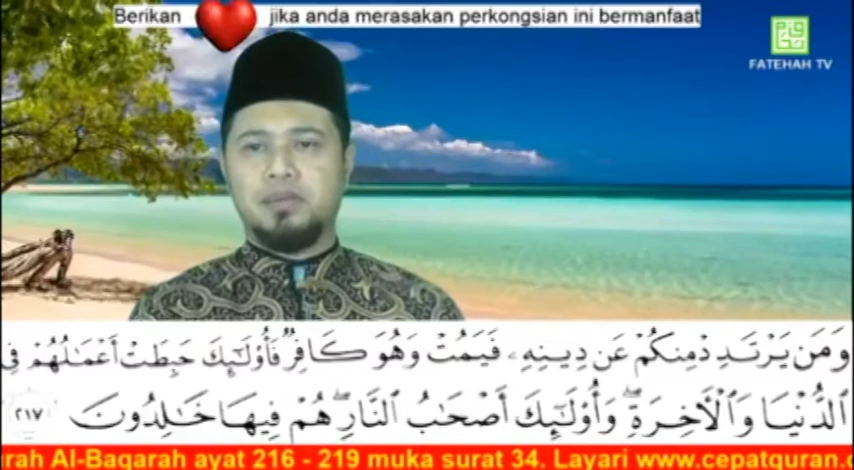 Berikan ❤ jika anda merasakan perkongsian ini bermanfaat
FATEHAH TV
وَمَن يَرْتَدِدْ مِنكُمْ عَن دِينِهِۦ فَيَمُتْ وَهُوَ كَافِرٌ فَأُو۟لَـٰٓئِكَ حَبِطَتْ أَعْمَـٰلُهُمْ فِى
ٱلدُّنْيَا وَٱلْـَٔاخِرَةِ ۖ وَأُو۟لَـٰٓئِكَ أَصْحَـٰبُ ٱلنَّارِ ۖ هُمْ فِيهَا خَـٰلِدُونَ ٢١٧
rah Al-Baqarah ayat 216 - 219 muka surat 34. Layari www.cepatquran.c